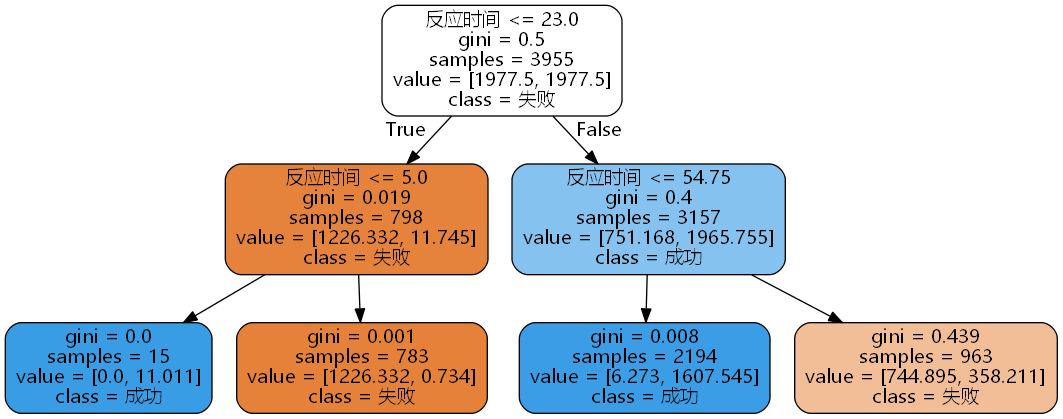 反应时间 <= 23.0
gini = 0.5
samples = 3955
value = [1977.5, 1977.5]
class = 失败
True
False
反应时间 <= 5.0
gini = 0.019
samples = 798
value = [1226.332, 11.745]
class = 失败
反应时间 <= 54.75
gini = 0.4
samples = 3157
value = [751.168, 1965.755]
class = 成功
gini = 0.0
samples = 15
value = [0.0, 11.011]
class = 成功
gini = 0.001
samples = 783
value = [1226.332, 0.734]
class = 失败
gini = 0.008
samples = 2194
value = [6.273, 1607.545]
class = 成功
gini = 0.439
samples = 963
value = [744.895, 358.211]
class = 失败